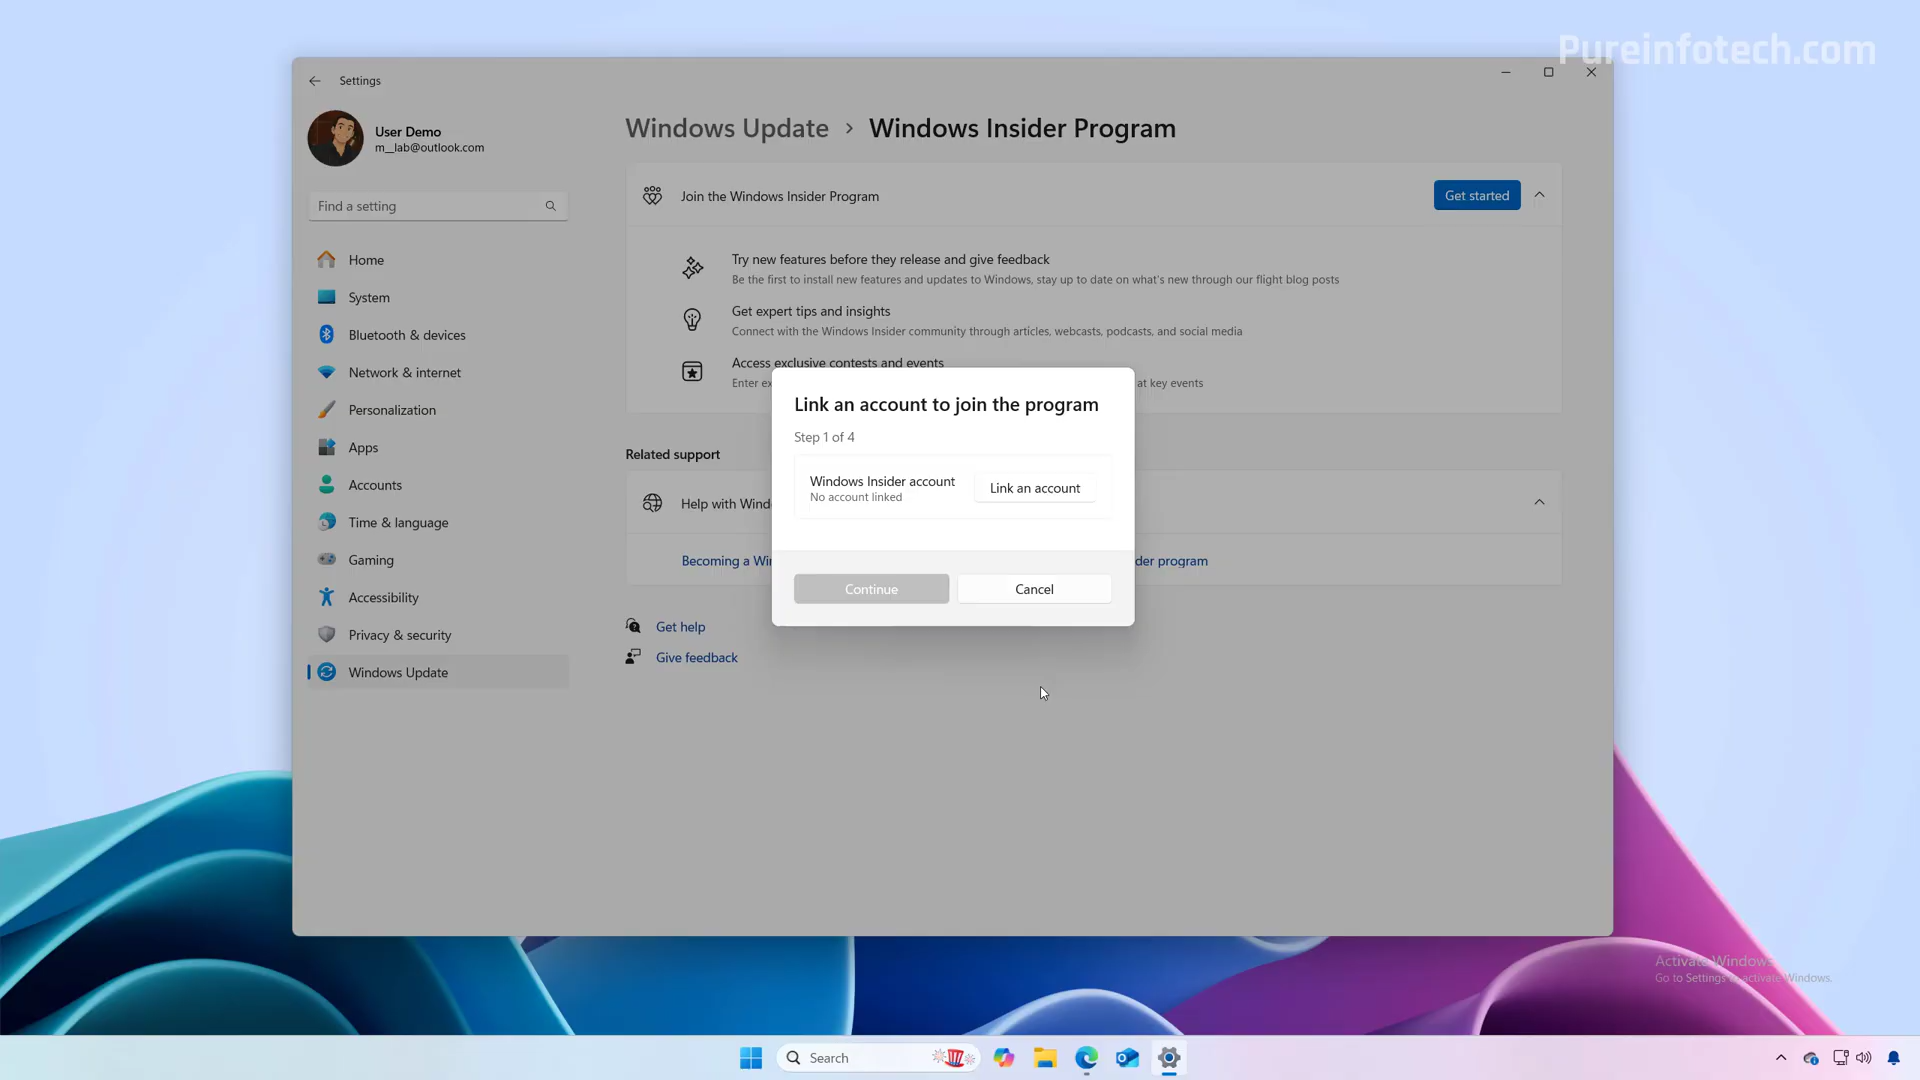 Pureinfotech.com
Settings
User Demo
m__lab@outlook.com
Find a setting
Home
System
Bluetooth & devices
Network & internet
Personalization
Apps
Accounts
Time & language
Gaming
Accessibility
Privacy & security
Windows Update
Windows Update > Windows Insider Program
Join the Windows Insider Program
Get started
Try new features before they release and give feedback
Be the first to install new features and updates to Windows, stay up to date on what's new through our flight blog posts
Get expert tips and insights
Connect with the Windows Insider community through articles, webcasts, podcasts, and social media
Access exclusive contests and events
Enter ex
at key events
Link an account to join the program
Step 1 of 4
Windows Insider account
No account linked
Link an account
Continue
Cancel
Related support
Help with Wind
Becoming a Wi
der program
Get help
Give feedback
Activate Windows
Go to Settings to activate Windows.
Search